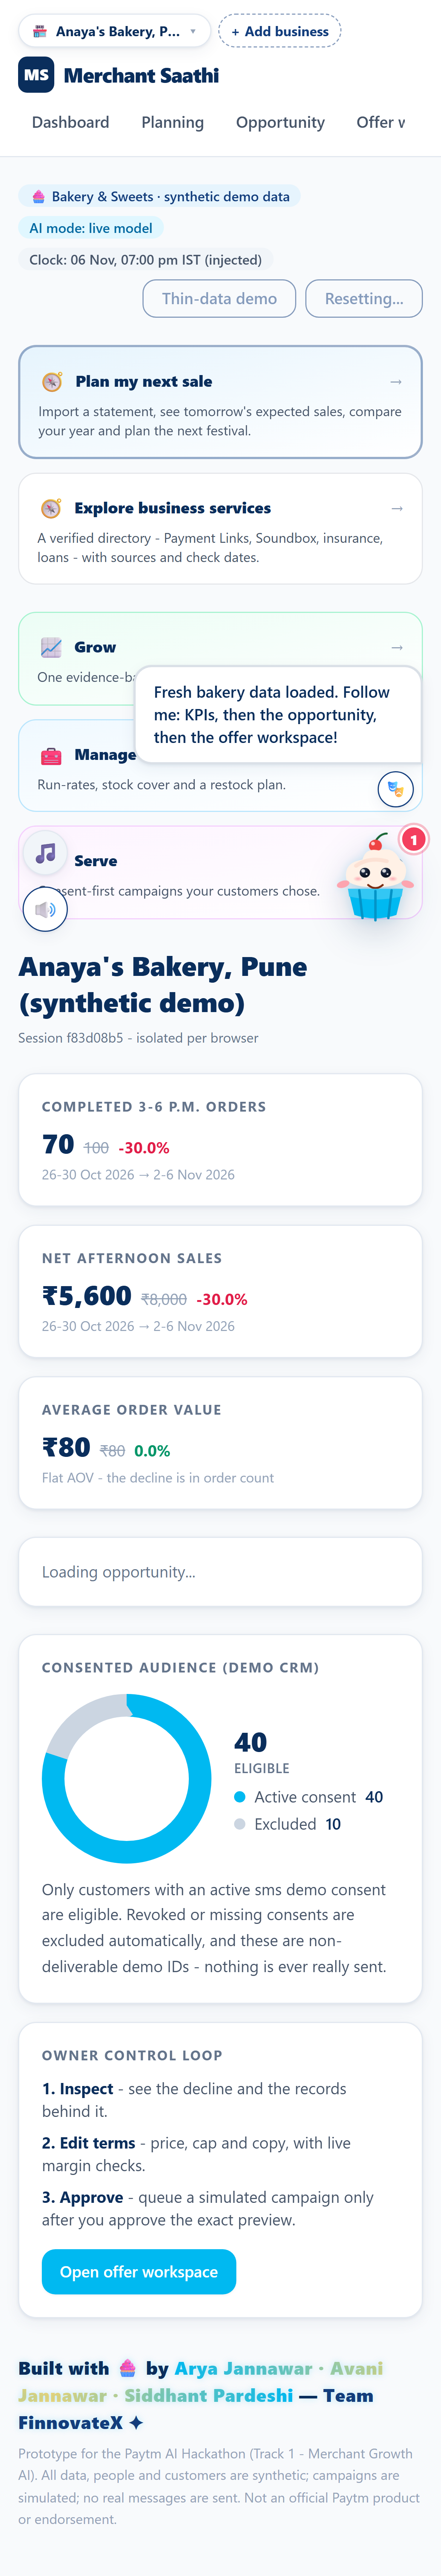 Anaya's Bakery, P... ▾
+ Add business
MS Merchant Saathi
Dashboard Planning Opportunity Offer w
Bakery & Sweets · synthetic demo data
AI mode: live model
Clock: 06 Nov, 07:00 pm IST (injected)
Thin-data demo Resetting...
Plan my next sale →
Import a statement, see tomorrow's expected sales, compare
your year and plan the next festival.
Explore business services →
A verified directory - Payment Links, Soundbox, insurance,
loans - with sources and check dates.
Grow →
One evidence-ba
Fresh bakery data loaded. Follow
me: KPIs, then the opportunity,
then the offer workspace!
Manage
Run-rates, stock cover and a restock plan.
1
Serve
sent-first campaigns your customers chose.
Anaya's Bakery, Pune
(synthetic demo)
Session f83d08b5 - isolated per browser
COMPLETED 3-6 P.M. ORDERS
70 100 -30.0%
26-30 Oct 2026 → 2-6 Nov 2026
NET AFTERNOON SALES
₹5,600 ₹8,000 -30.0%
26-30 Oct 2026 → 2-6 Nov 2026
AVERAGE ORDER VALUE
₹80 ₹80 0.0%
Flat AOV - the decline is in order count
Loading opportunity...
CONSENTED AUDIENCE (DEMO CRM)
40
ELIGIBLE
Active consent 40
Excluded 10
Only customers with an active sms demo consent
are eligible. Revoked or missing consents are
excluded automatically, and these are non-
deliverable demo IDs - nothing is ever really sent.
OWNER CONTROL LOOP
1. Inspect - see the decline and the records
behind it.
2. Edit terms - price, cap and copy, with live
margin checks.
3. Approve - queue a simulated campaign only
after you approve the exact preview.
Open offer workspace
Built with 🧁 by Arya Jannawar · Avani
Jannawar · Siddhant Pardeshi — Team
FinnovateX ✦
Prototype for the Paytm AI Hackathon (Track 1 - Merchant Growth
AI). All data, people and customers are synthetic; campaigns are
simulated; no real messages are sent. Not an official Paytm product
or endorsement.